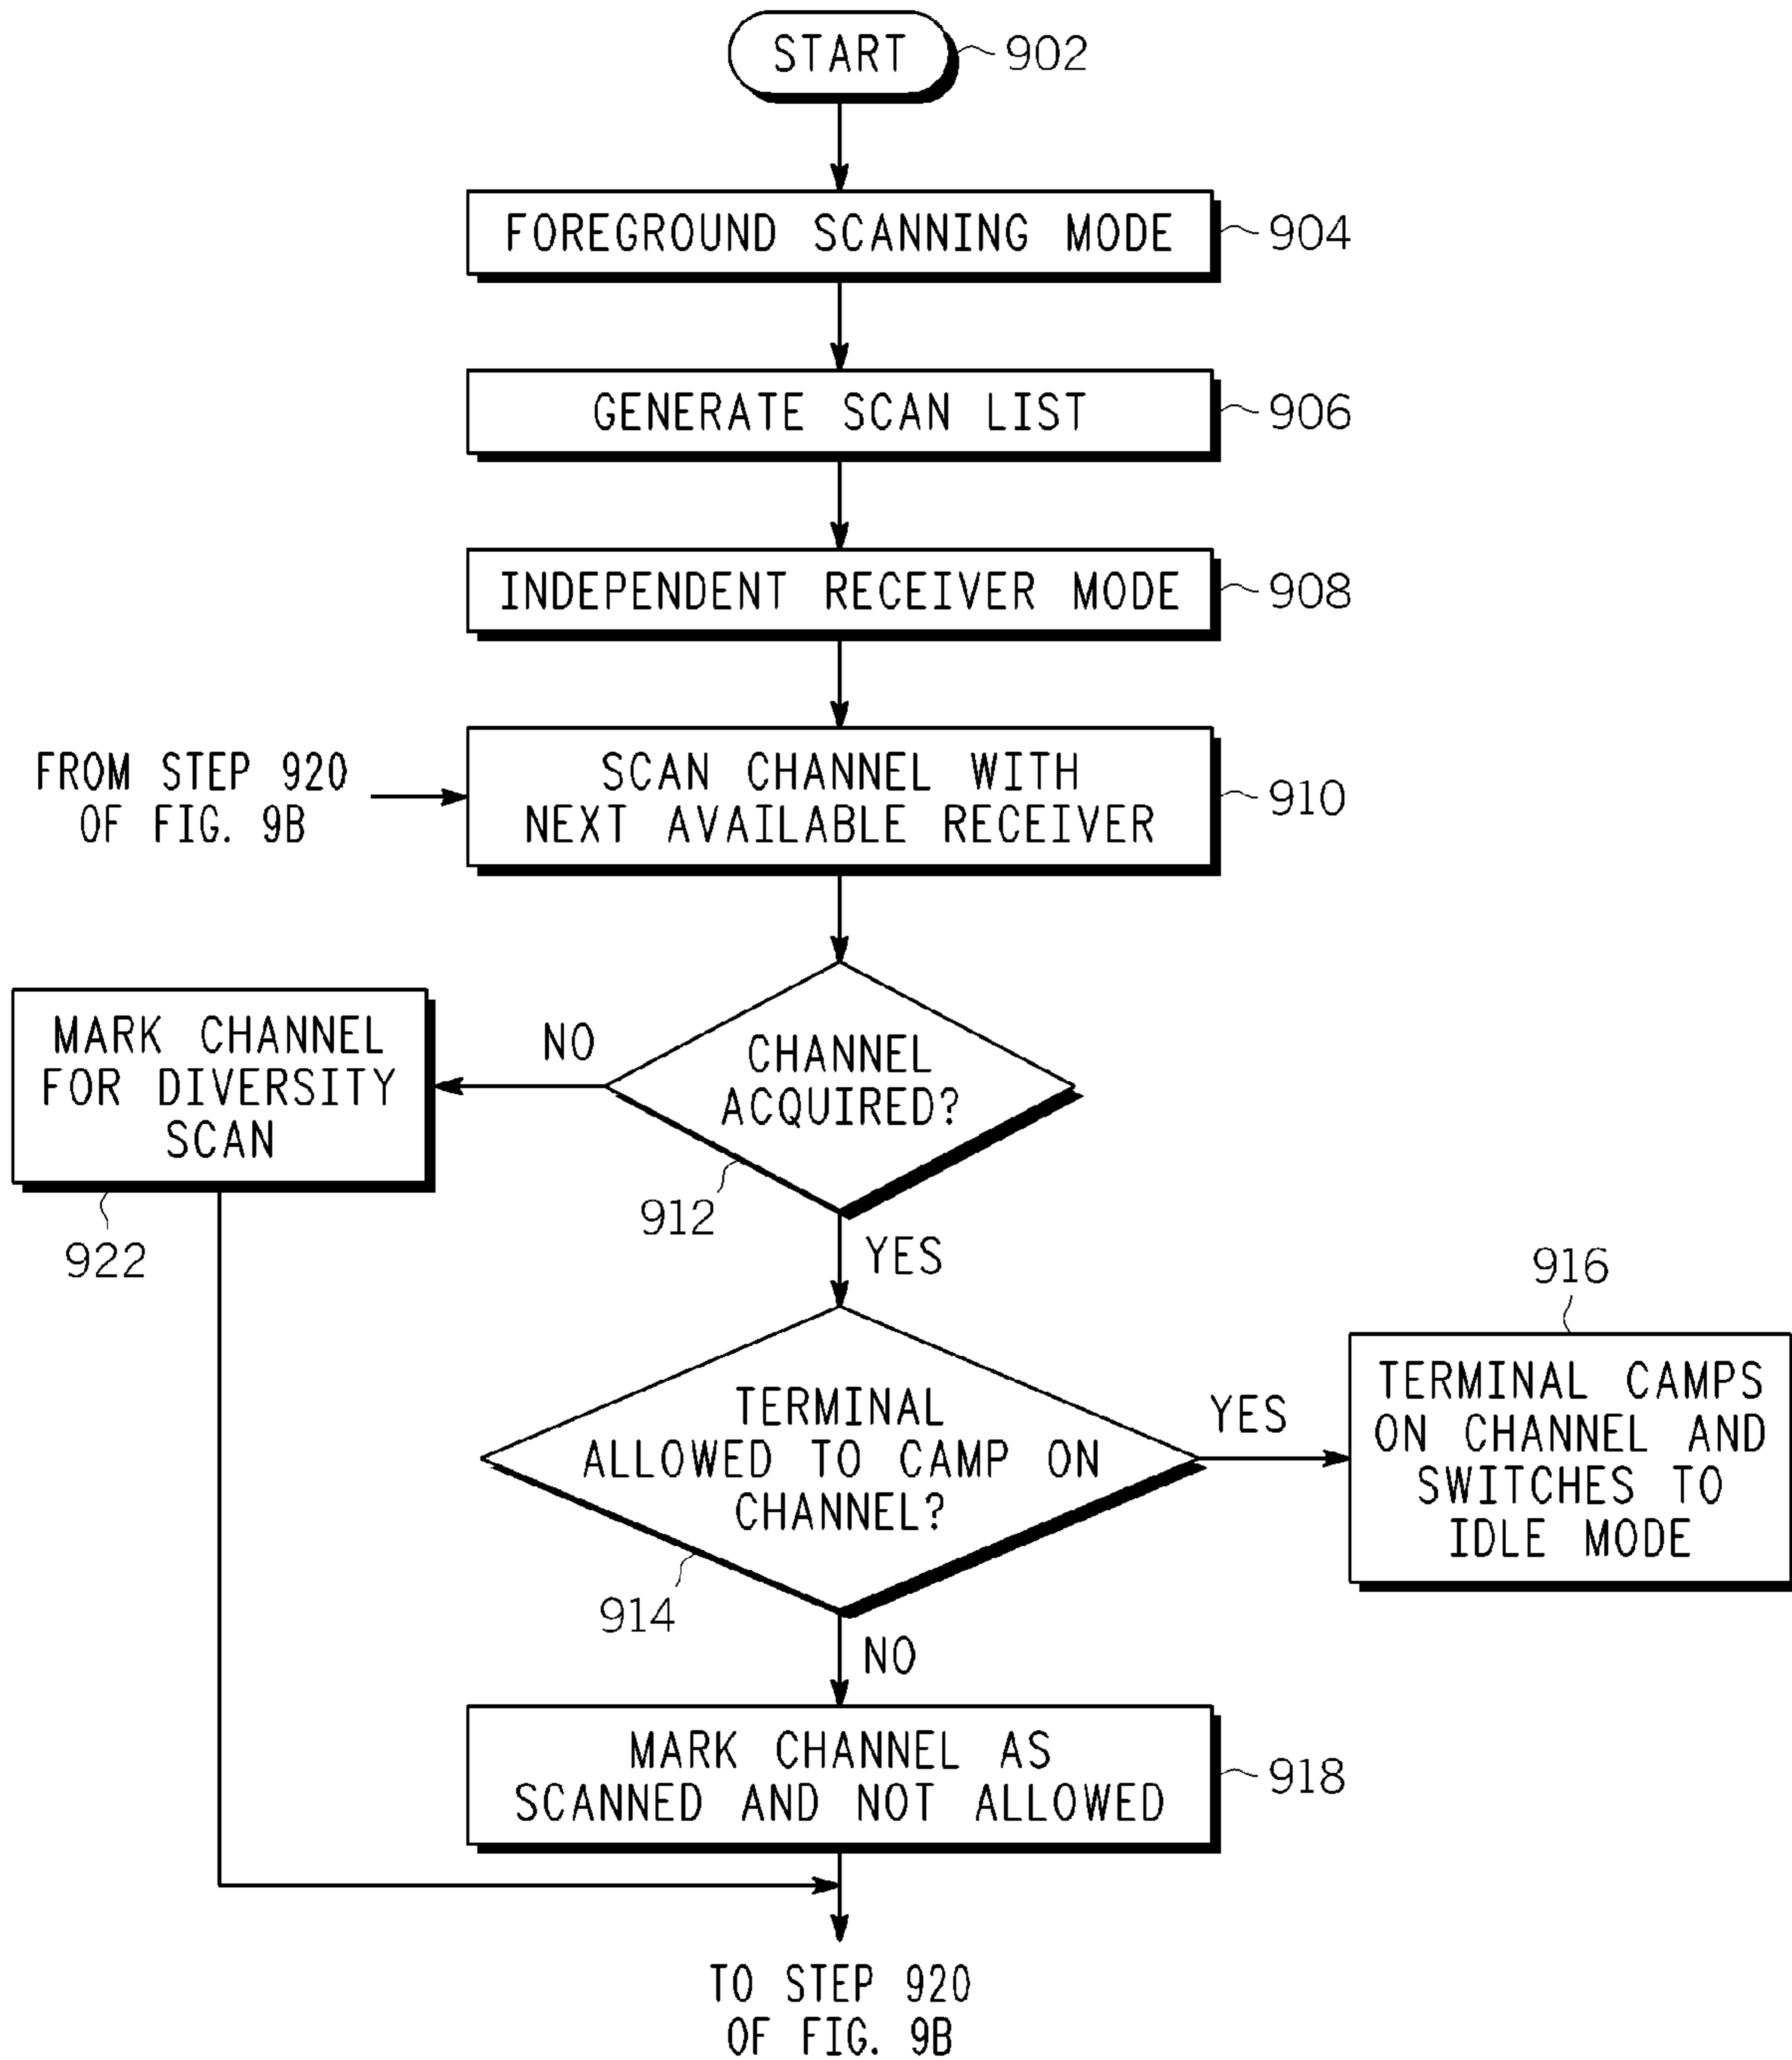 START
902
FOREGROUND SCANNING MODE
904
GENERATE SCAN LIST
906
INDEPENDENT RECEIVER MODE
908
FROM STEP 920
OF FIG. 9B
SCAN CHANNEL WITH
NEXT AVAILABLE RECEIVER
910
MARK CHANNEL
FOR DIVERSITY
SCAN
922
NO
CHANNEL
ACQUIRED?
912
YES
TERMINAL
ALLOWED TO CAMP ON
CHANNEL?
914
YES
916
TERMINAL CAMPS
ON CHANNEL AND
SWITCHES TO
IDLE MODE
NO
MARK CHANNEL AS
SCANNED AND NOT ALLOWED
918
TO STEP 920
OF FIG. 9B